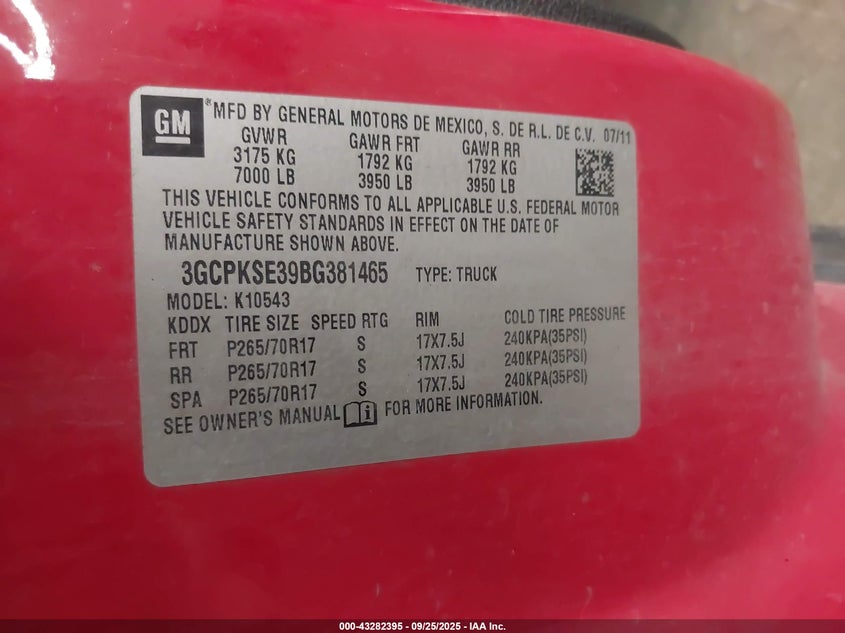 GM ® MFD BY GENERAL MOTORS DE MEXICO, S. DE R.L. DE C.V. 07/11
GVWR GAWR FRT GAWR RR
3175 KG 1792 KG 1792 KG
7000 LB 3950 LB 3950 LB
THIS VEHICLE CONFORMS TO ALL APPLICABLE U.S. FEDERAL MOTOR
VEHICLE SAFETY STANDARDS IN EFFECT ON THE DATE OF
MANUFACTURE SHOWN ABOVE.
3GCPKSE39BG381465 TYPE: TRUCK
MODEL: K10543
KDDX TIRE SIZE SPEED RTG RIM COLD TIRE PRESSURE
FRT P265/70R17 S 17X7.5J 240KPA(35PSI)
RR P265/70R17 S 17X7.5J 240KPA(35PSI)
SPA P265/70R17 S 17X7.5J 240KPA(35PSI)
SEE OWNER'S MANUAL i FOR MORE INFORMATION.
000-43282395 - 09/25/2025 - IAA Inc.